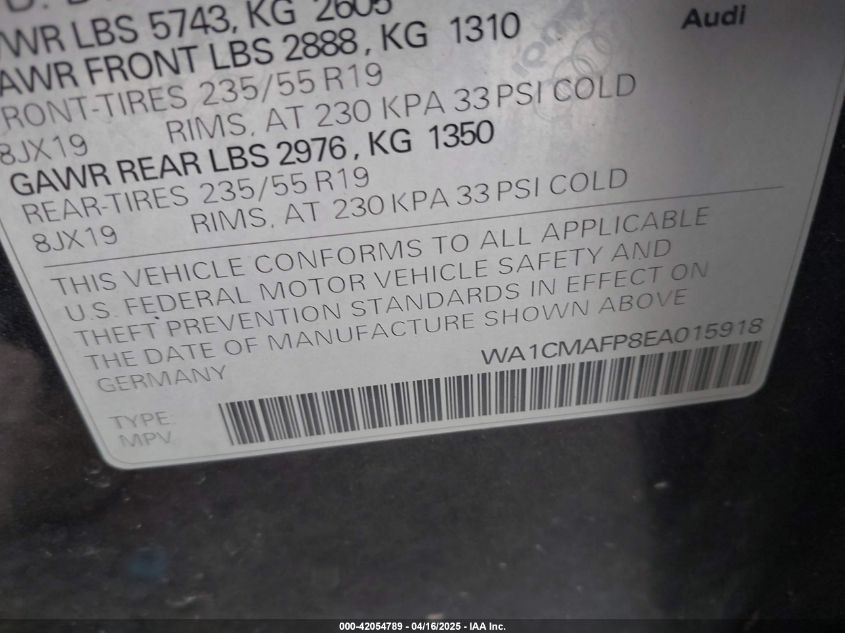 WR LBS 5743, KG 2605
Audi
AWR FRONT LBS 2888, KG 1310
RONT-TIRES 235/55 R19
8JX19 RIMS, AT 230 KPA 33 PSI COLD
GAWR REAR LBS 2976, KG 1350
REAR-TIRES 235/55 R19
8JX19 RIMS, AT 230 KPA 33 PSI COLD
THIS VEHICLE CONFORMS TO ALL APPLICABLE
U.S. FEDERAL MOTOR VEHICLE SAFETY AND
THEFT PREVENTION STANDARDS IN EFFECT ON
THE DATE OF MANUFACTURE SHOWN ABOVE
WA1CMAFP8EA015918
GERMANY
TYPE:
MPV
000-42054789 - 04/16/2025 - IAA Inc.